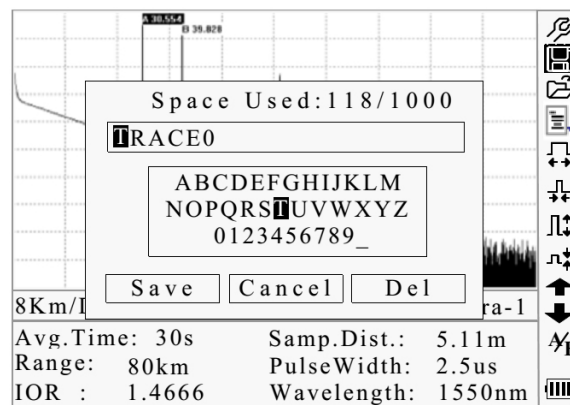 A 30.554
B 39.828
Space Used:118/1000
TRACE0
ABCDEFGHIJKLM
NOPQRSTUVWXYZ
0123456789_
Save Cancel Del
8Km/ ra-1
Avg.Time: 30s Samp.Dist.: 5.11m
Range: 80km PulseWidth: 2.5us
IOR : 1.4666 Wavelength: 1550nm